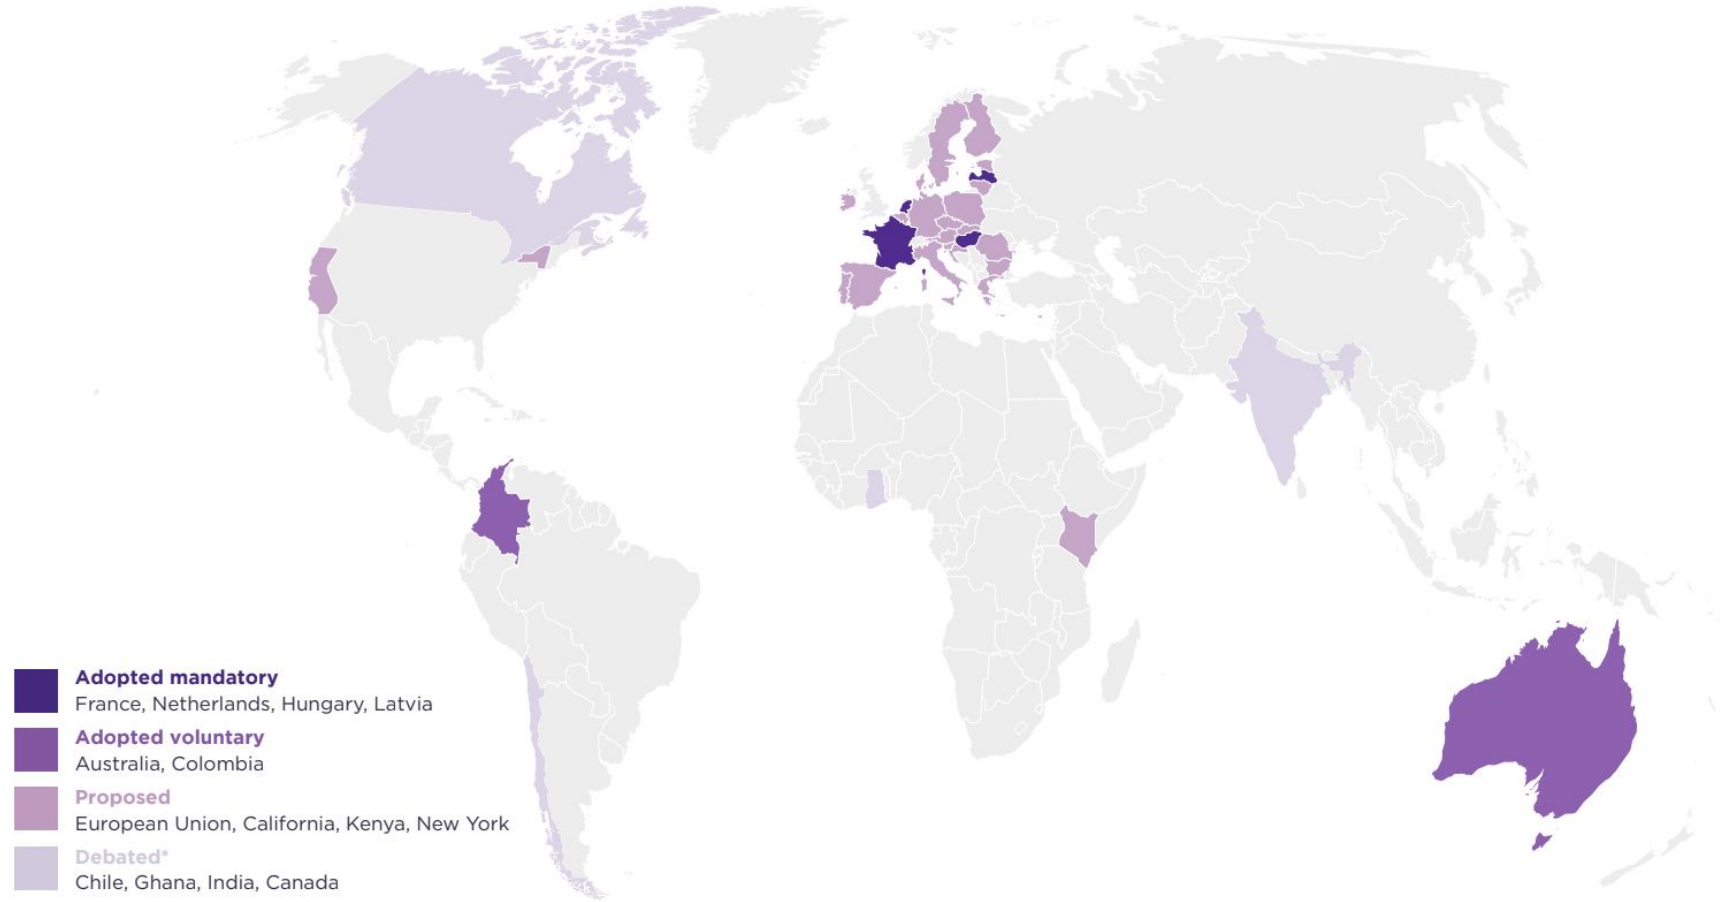 Adopted mandatory
France, Netherlands, Hungary, Latvia
Adopted voluntary
Australia, Colombia
Proposed
European Union, California, Kenya, New York
Debated*
Chile, Ghana, India, Canada